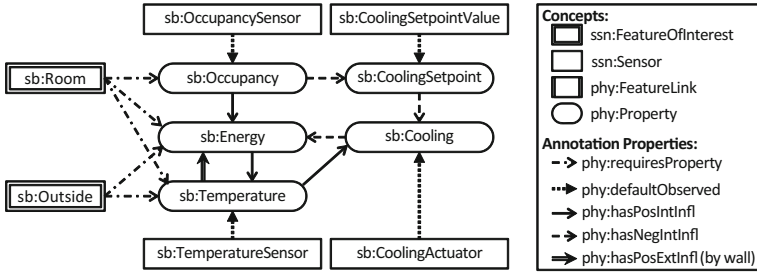 sb:OccupancySensor
sb:CoolingSetpointValue
sb:Room
sb:Occupancy
sb:CoolingSetpoint
sb:Energy
sb:Cooling
sb:Outside
sb:Temperature
sb:TemperatureSensor
sb:CoolingActuator
Concepts:
ssn:FeatureOfInterest
ssn:Sensor
phy:FeatureLink
phy:Property
Annotation Properties:
phy:requiresProperty
phy:defaultObserved
phy:hasPosIntInfl
phy:hasNegIntInfl
phy:hasPosExtInfl (by wall)